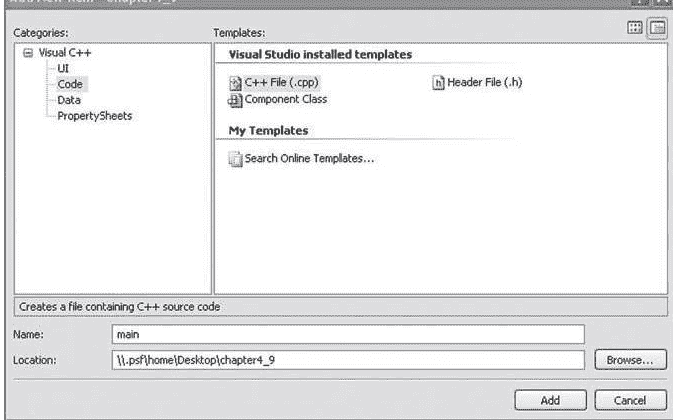 Categories:
Templates:
Visual C++
UI
Code
Data
PropertySheets
Visual Studio installed templates
C++ File (.cpp)
Header File (.h)
Component Class
My Templates
Search Online Templates...
Creates a file containing C++ source code
Name:
main
Location:
\\.psf\home\Desktop\chapter4_9
Browse...
Add
Cancel